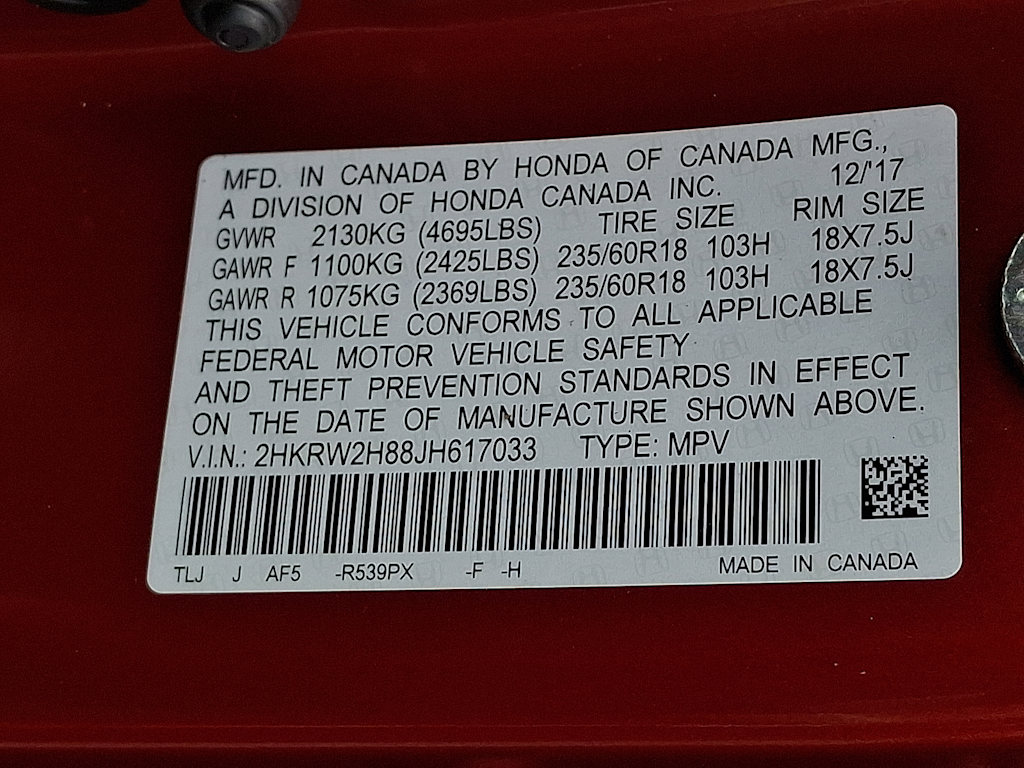 MFD. IN CANADA BY HONDA OF CANADA MFG.,
A DIVISION OF HONDA CANADA INC. 12/'17
GVWR 2130KG (4695LBS) TIRE SIZE RIM SIZE
GAWR F 1100KG (2425LBS) 235/60R18 103H 18X7.5J
GAWR R 1075KG (2369LBS) 235/60R18 103H 18X7.5J
THIS VEHICLE CONFORMS TO ALL APPLICABLE
FEDERAL MOTOR VEHICLE SAFETY
AND THEFT PREVENTION STANDARDS IN EFFECT
ON THE DATE OF MANUFACTURE SHOWN ABOVE.
V.I.N.: 2HKRW2H88JH617033 TYPE: MPV
TLJ J AF5 -R539PX -F -H MADE IN CANADA